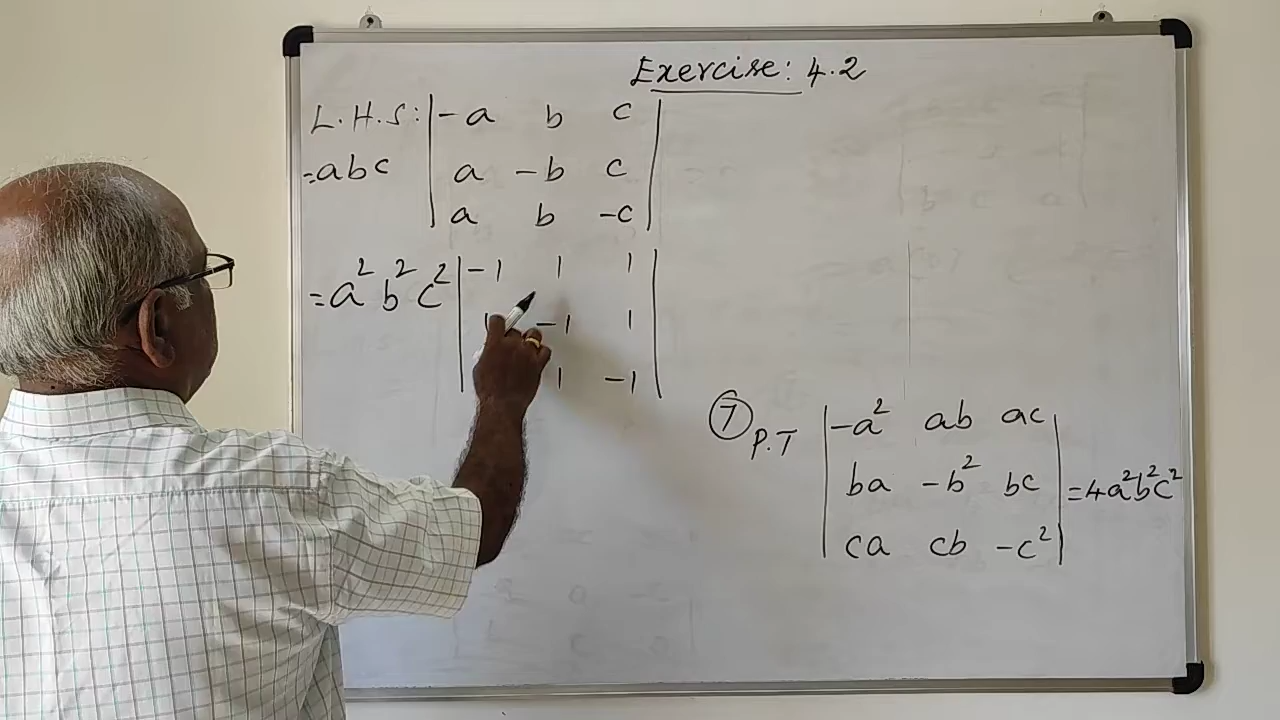 Exercise: 4.2
L.H.S: | -a b c |
=abc | a -b c |
| a b -c |
=a²b²c² | -1 1 1 |
| 1 -1 1 |
| 1 -1 |
⑦ P.T | -a² ab ac |
| ba -b² bc | =4a²b²c²
| ca cb -c² |